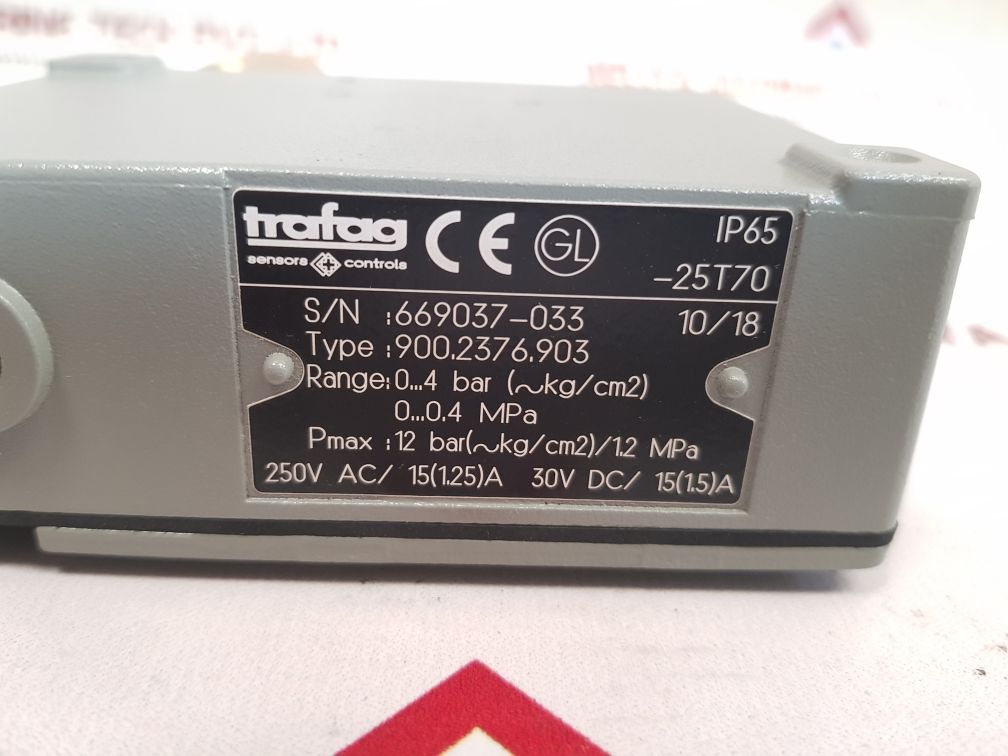 trafag
sensors controls
CE
GL
IP65
-25T70
S/N :669037-033
10/18
Type :900.2376.903
Range:0...4 bar (~kg/cm2)
0...0.4 MPa
Pmax :12 bar(~kg/cm2)/1.2 MPa
250V AC/ 15(1.25)A 30V DC/ 15(1.5)A